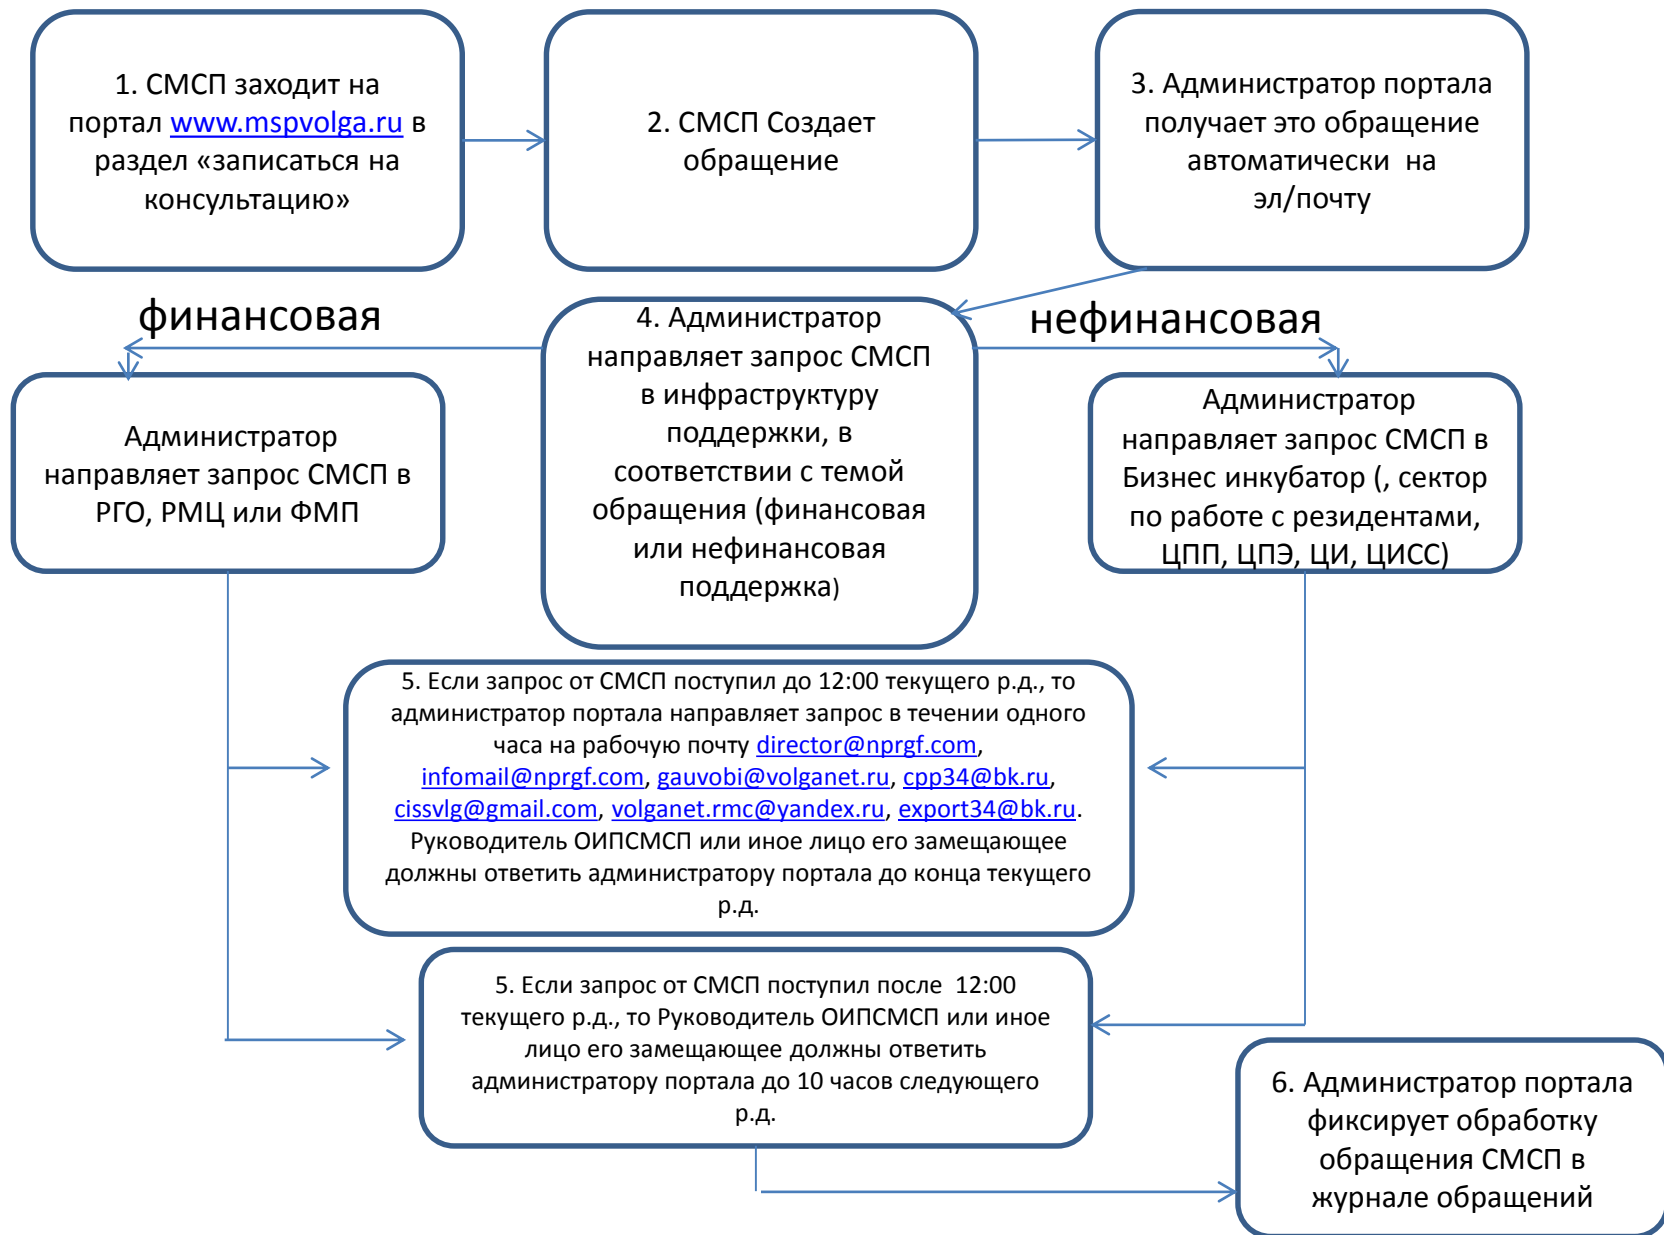 1. СМСП заходит на
портал www.mspvolga.ru в
раздел «записаться на
консультацию»
2. СМСП Создает
обращение
3. Администратор портала
получает это обращение
автоматически на
эл/почту
финансовая
4. Администратор
направляет запрос СМСП
в инфраструктуру
поддержки, в
соответствии с темой
обращения (финансовая
или нефинансовая
поддержка)
нефинансовая
Администратор
направляет запрос СМСП в
РГО, РМЦ или ФМП
Администратор
направляет запрос СМСП в
Бизнес инкубатор (, сектор
по работе с резидентами,
ЦПП, ЦПЭ, ЦИ, ЦИСС)
5. Если запрос от СМСП поступил до 12:00 текущего р.д., то
администратор портала направляет запрос в течении одного
часа на рабочую почту director@nprgf.com,
infomail@nprgf.com, gauvobi@volganet.ru, cpp34@bk.ru,
cissvlg@gmail.com, volganet.rmc@yandex.ru, export34@bk.ru.
Руководитель ОИПСМСП или иное лицо его замещающее
должны ответить администратору портала до конца текущего
р.д.
5. Если запрос от СМСП поступил после 12:00
текущего р.д., то Руководитель ОИПСМСП или иное
лицо его замещающее должны ответить
администратору портала до 10 часов следующего
р.д.
6. Администратор портала
фиксирует обработку
обращения СМСП в
журнале обращений